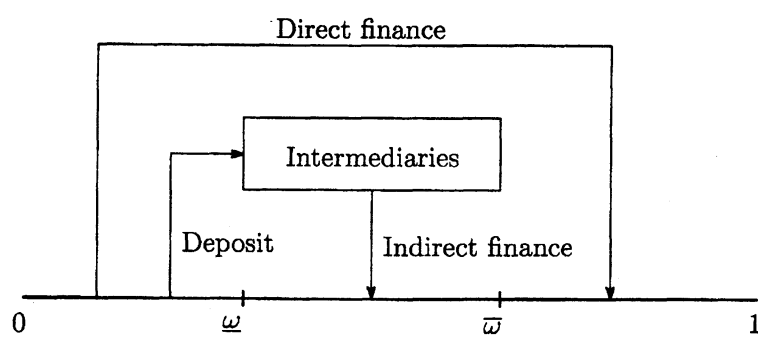 Direct finance
Intermediaries
Deposit
Indirect finance
0
ω̲
ω̅
1